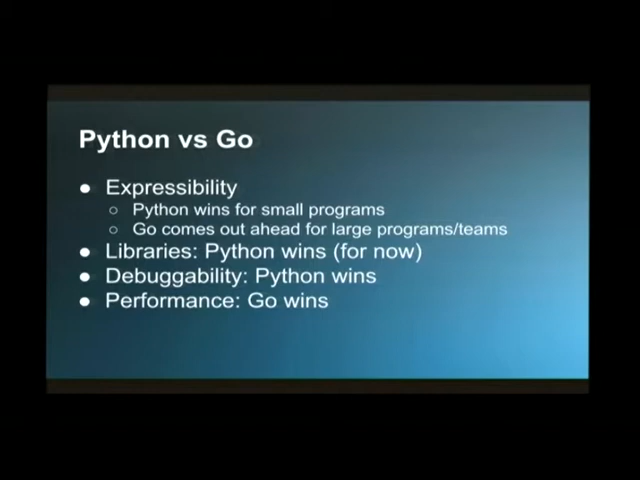 Python vs Go
● Expressibility
○ Python wins for small programs
○ Go comes out ahead for large programs/teams
● Libraries: Python wins (for now)
● Debuggability: Python wins
● Performance: Go wins